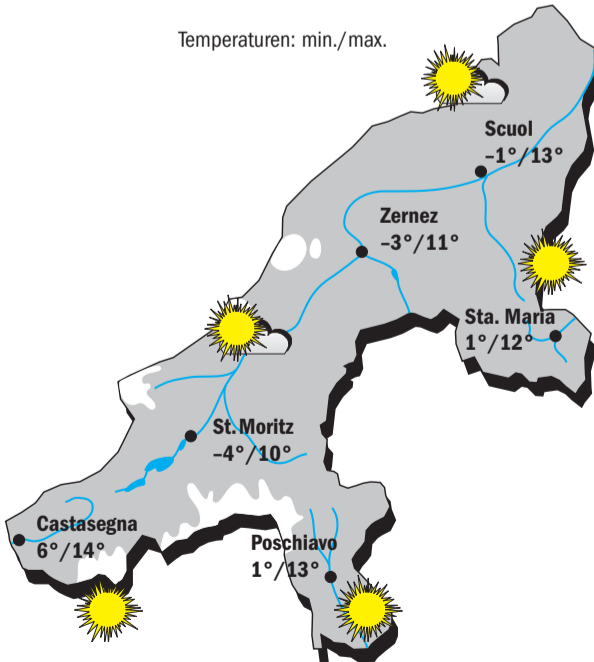 Temperaturen: min./max.
Scuol
–1°/13°
Zernez
–3°/11°
Sta. Maria
1°/12°
St. Moritz
–4°/10°
Castasegna
6°/14°
Poschiavo
1°/13°